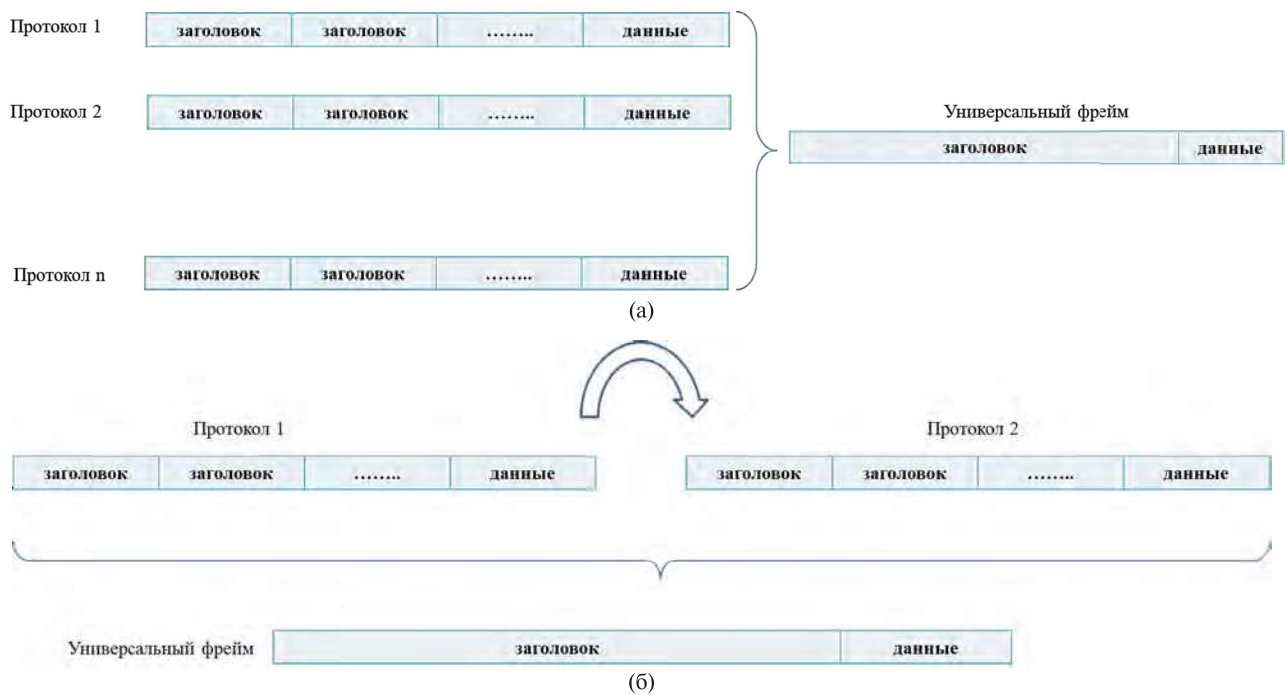 Протокол 1 заголовок заголовок …….. данные
Протокол 2 заголовок заголовок …….. данные
Универсальный фрейм
заголовок данные
Протокол n заголовок заголовок …….. данные
(а)
Протокол 1 Протокол 2
заголовок заголовок …….. данные заголовок заголовок …….. данные
Универсальный фрейм заголовок данные
(б)